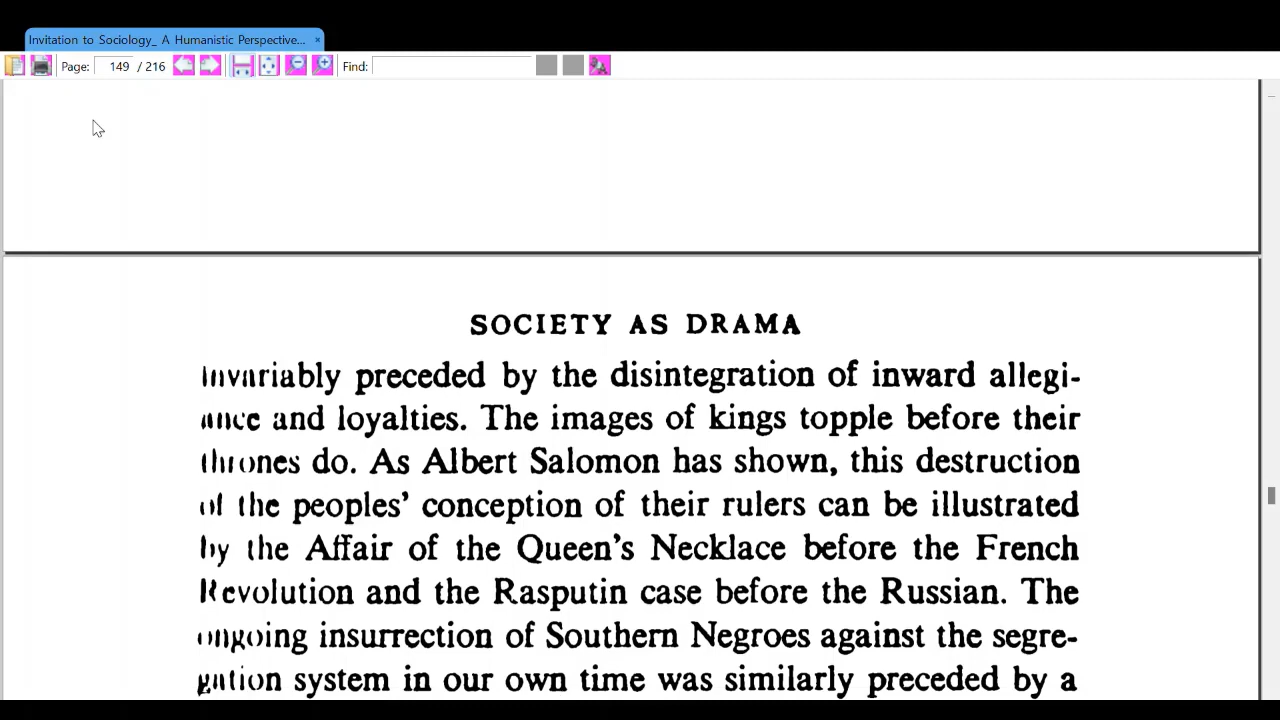 Invitation to Sociology_ A Humanistic Perspective... ×
Page: 149 / 216 Find:
SOCIETY AS DRAMA
invariably preceded by the disintegration of inward allegi-
ance and loyalties. The images of kings topple before their
thrones do. As Albert Salomon has shown, this destruction
of the peoples' conception of their rulers can be illustrated
by the Affair of the Queen's Necklace before the French
Revolution and the Rasputin case before the Russian. The
ongoing insurrection of Southern Negroes against the segre-
gation system in our own time was similarly preceded by a